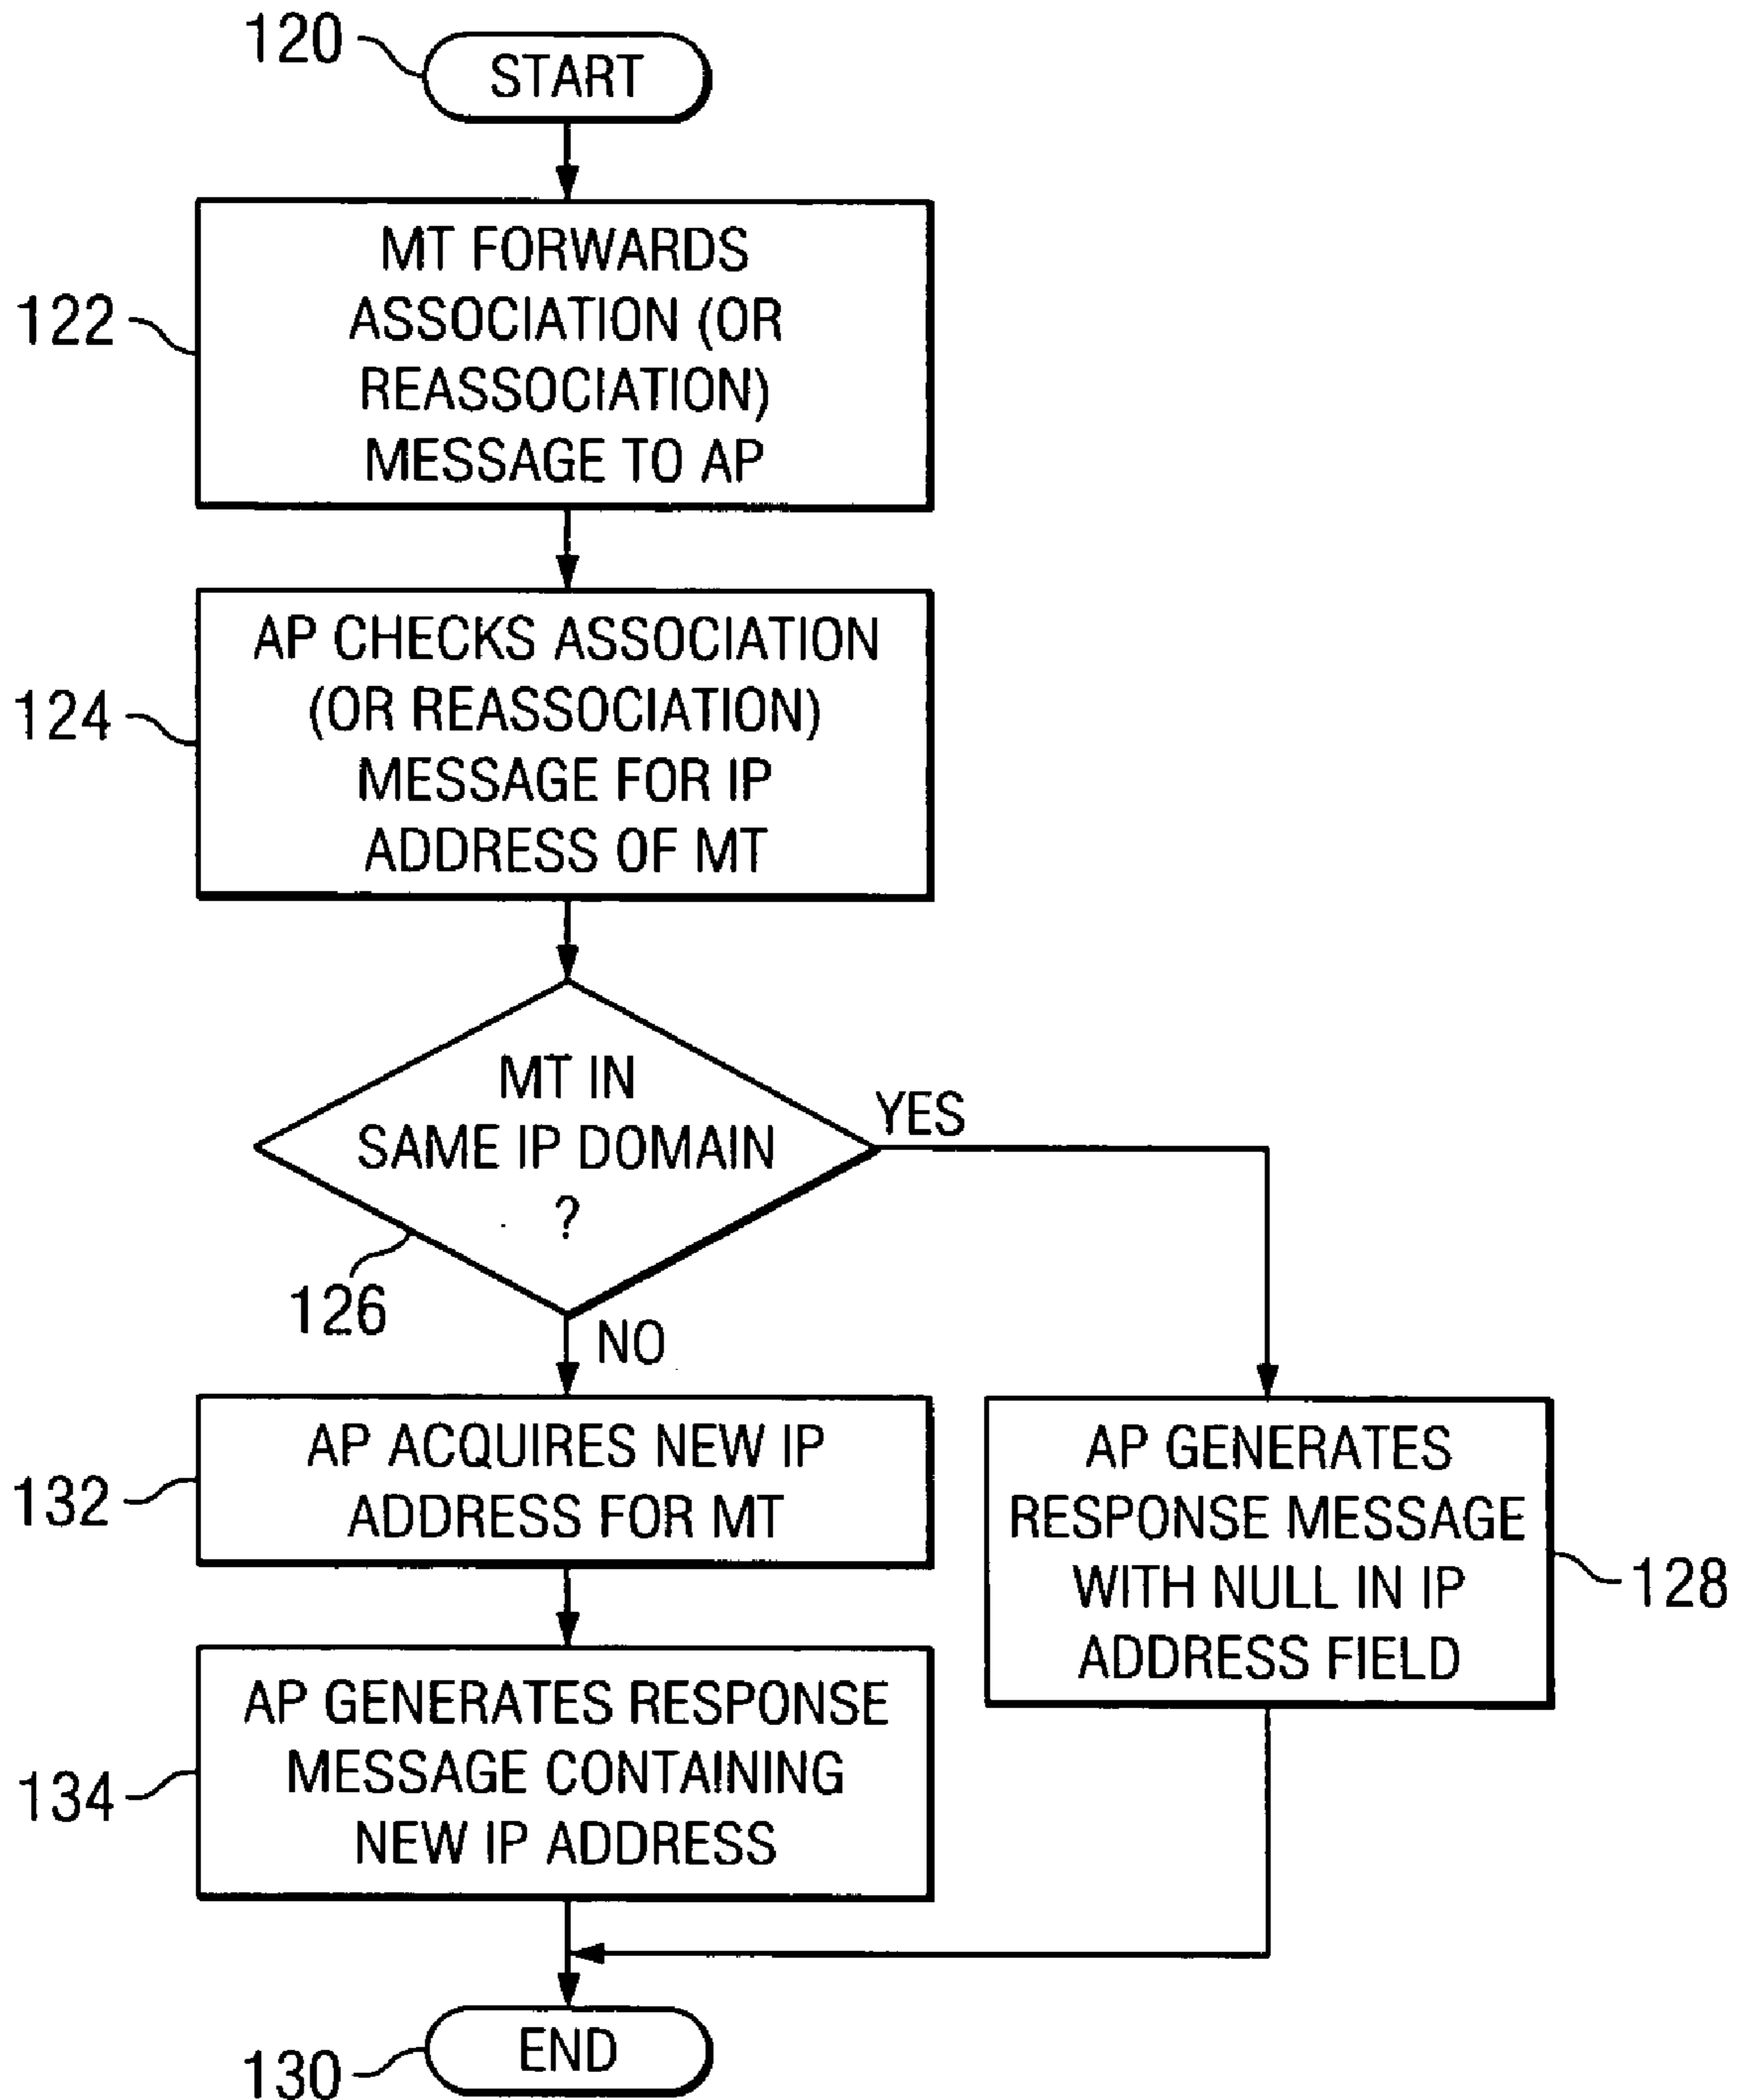 120
START
122
MT FORWARDS
ASSOCIATION (OR
REASSOCIATION)
MESSAGE TO AP
124
AP CHECKS ASSOCIATION
(OR REASSOCIATION)
MESSAGE FOR IP
ADDRESS OF MT
MT IN
SAME IP DOMAIN
?
126
YES
NO
132
AP ACQUIRES NEW IP
ADDRESS FOR MT
AP GENERATES
RESPONSE MESSAGE
WITH NULL IN IP
ADDRESS FIELD
128
134
AP GENERATES RESPONSE
MESSAGE CONTAINING
NEW IP ADDRESS
END
130